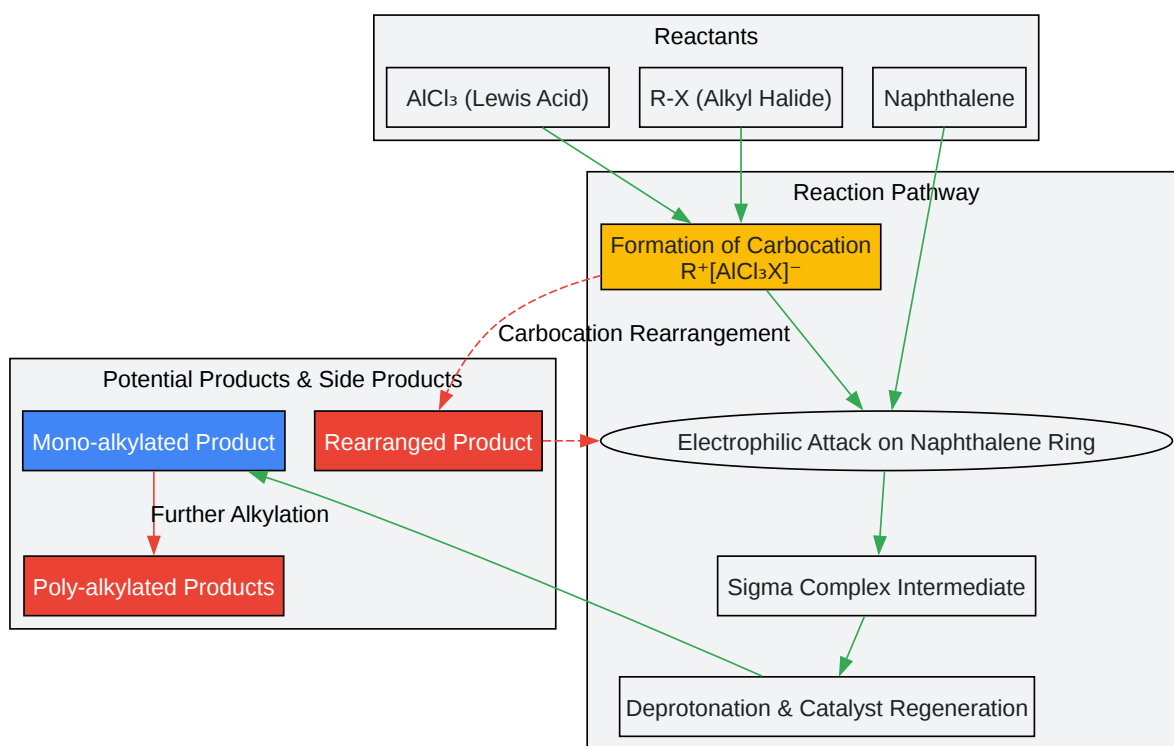 Reactants
AlCl₃ (Lewis Acid)
R-X (Alkyl Halide)
Naphthalene
Reaction Pathway
Formation of Carbocation
R⁺[AlCl₃X]⁻
Carbocation Rearrangement
Potential Products & Side Products
Mono-alkylated Product
Rearranged Product
Electrophilic Attack on Naphthalene Ring
Further Alkylation
Poly-alkylated Products
Sigma Complex Intermediate
Deprotonation & Catalyst Regeneration